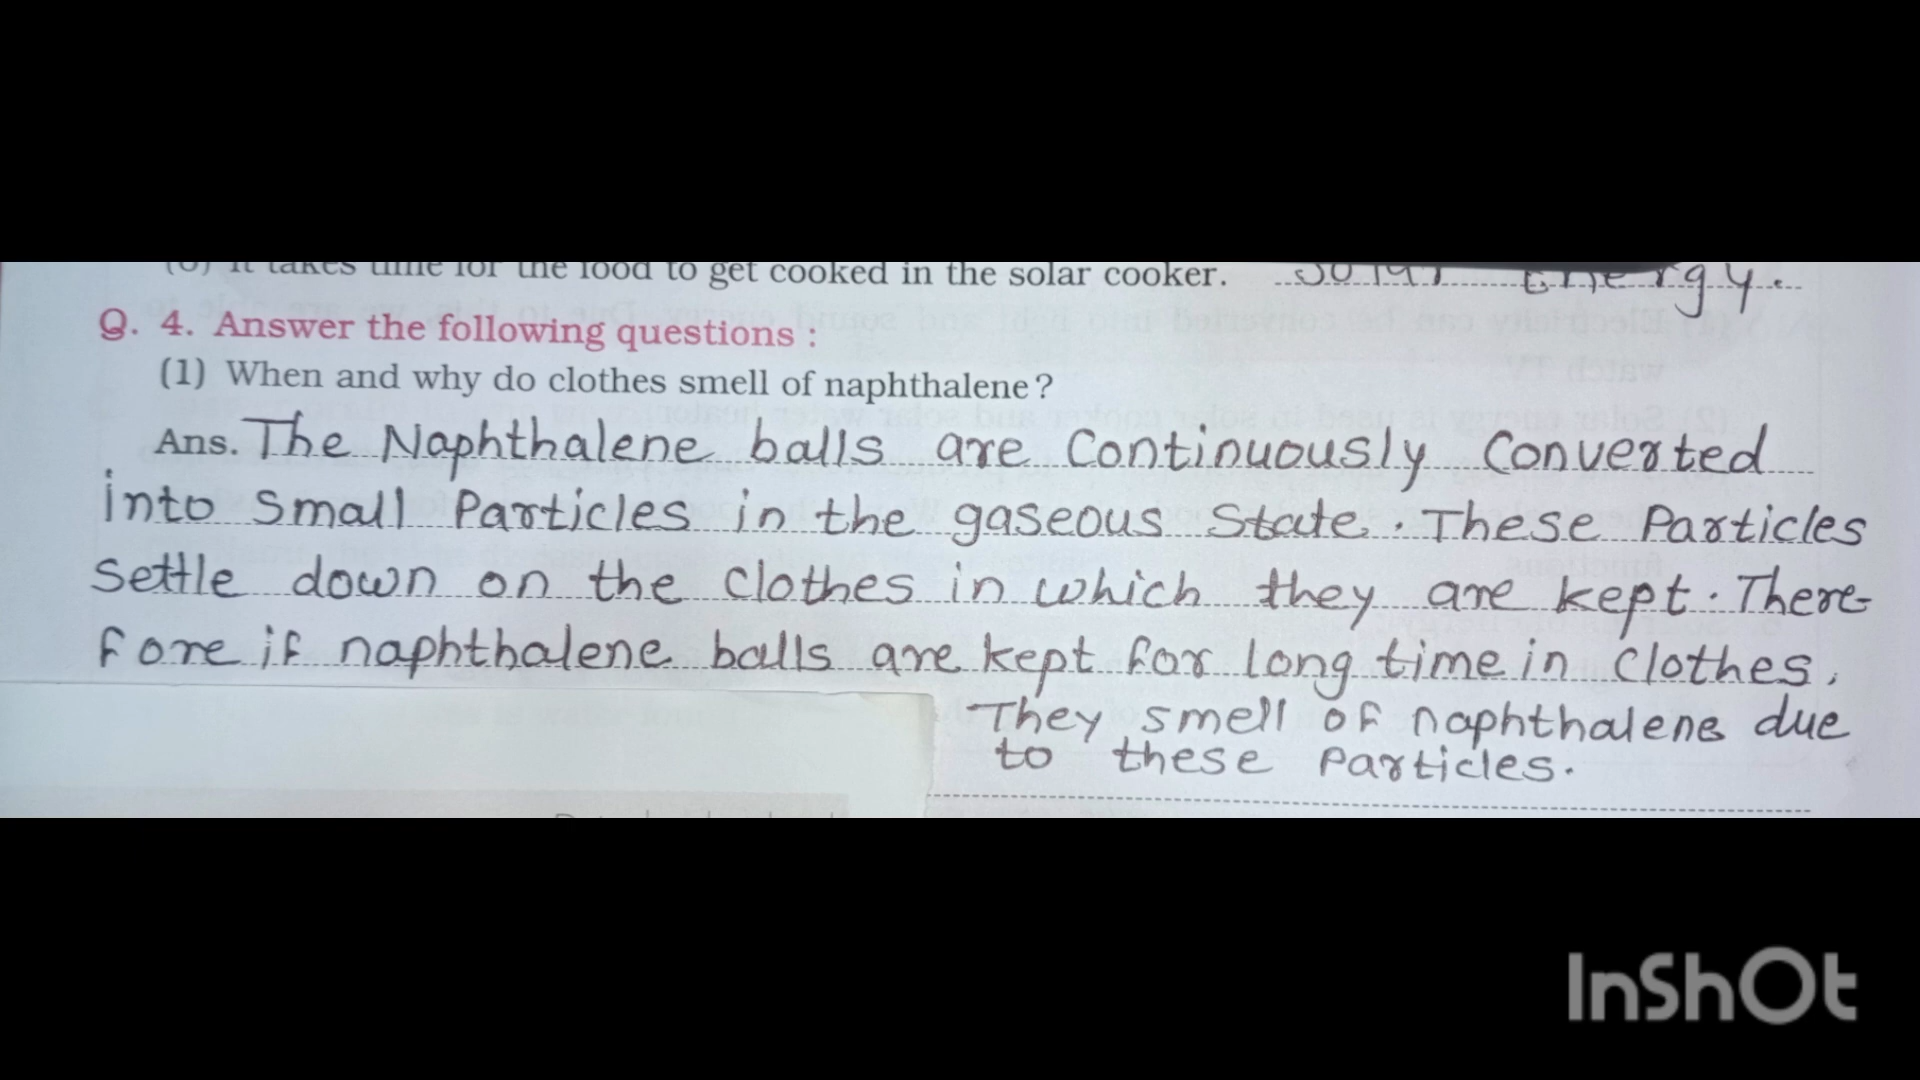 (6) It takes time for the food to get cooked in the solar cooker. Solar Energy.
Q. 4. Answer the following questions :
(1) When and why do clothes smell of naphthalene?
Ans. The Naphthalene balls are Continuously Converted
into Small Particles in the gaseous State. These Particles
Settle down on the Clothes in which they are kept. There-
fore if naphthalene balls are kept for long time in Clothes,
They smell of naphthalene due
to these Particles.
InShOt